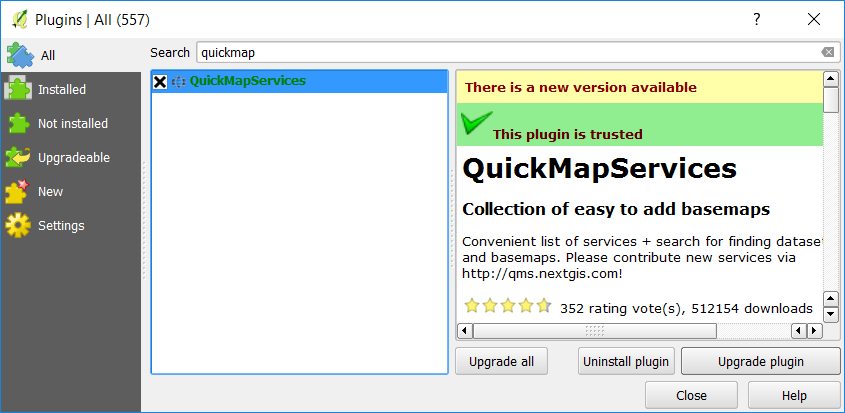 Plugins | All (557)
?
All
Search
quickmap
Installed
Not installed
Upgradeable
New
Settings
QuickMapServices
There is a new version available
This plugin is trusted
QuickMapServices
Collection of easy to add basemaps
Convenient list of services + search for finding dataset
and basemaps. Please contribute new services via
http://qms.nextgis.com!
352 rating vote(s), 512154 downloads
Upgrade all
Uninstall plugin
Upgrade plugin
Close
Help